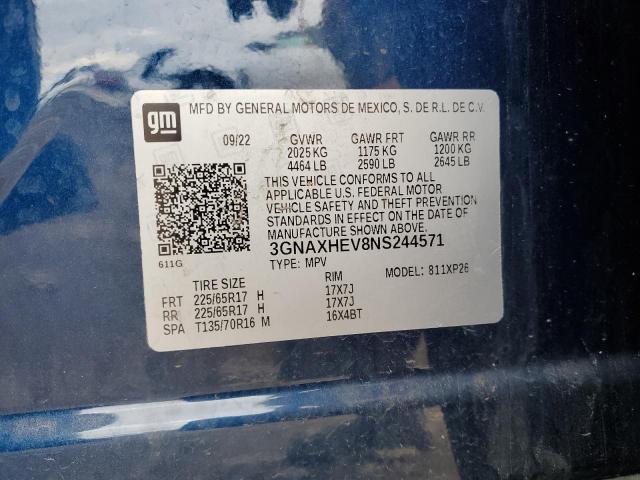 gm
MFD BY GENERAL MOTORS DE MEXICO, S. DE R.L. DE C.V.
09/22 GVWR GAWR FRT GAWR RR
2025 KG 1175 KG 1200 KG
4464 LB 2590 LB 2645 LB
THIS VEHICLE CONFORMS TO ALL
APPLICABLE U.S. FEDERAL MOTOR
VEHICLE SAFETY AND THEFT PREVENTION
STANDARDS IN EFFECT ON THE DATE OF
MANUFACTURE SHOWN ABOVE.
3GNAXHEV8NS244571
611G
TYPE: MPV MODEL: 811XP26
TIRE SIZE RIM
FRT 225/65R17 H 17X7J
RR 225/65R17 H 17X7J
SPA T135/70R16 M 16X4BT